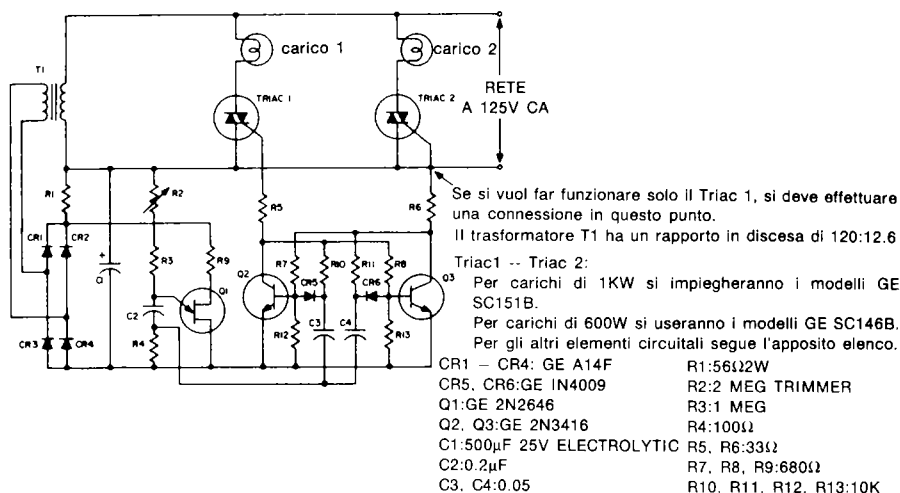 carico 1
carico 2
T1
TRIAC 1
TRIAC 2
RETE
A 125V CA
R1
R2
R5
R6
Se si vuol far funzionare solo il Triac 1, si deve effettuare
una connessione in questo punto.
Il trasformatore T1 ha un rapporto in discesa di 120:12.6
CR1
CR2
R3
R9
Q2
R7
R10
R11
R8
Q3
CR5
CR6
C1
Q1
C2
R4
R12
C3
C4
R13
CR3
CR4
Triac1 -- Triac 2:
Per carichi di 1KW si impiegheranno i modelli GE
SC151B.
Per carichi di 600W si useranno i modelli GE SC146B.
Per gli altri elementi circuitali segue l'apposito elenco.
CR1 – CR4: GE A14F
CR5, CR6:GE IN4009
Q1:GE 2N2646
Q2, Q3:GE 2N3416
C1:500µF 25V ELECTROLYTIC
C2:0.2µF
C3, C4:0.05
R1:56Ω2W
R2:2 MEG TRIMMER
R3:1 MEG
R4:100Ω
R5, R6:33Ω
R7, R8, R9:680Ω
R10, R11, R12, R13:10K